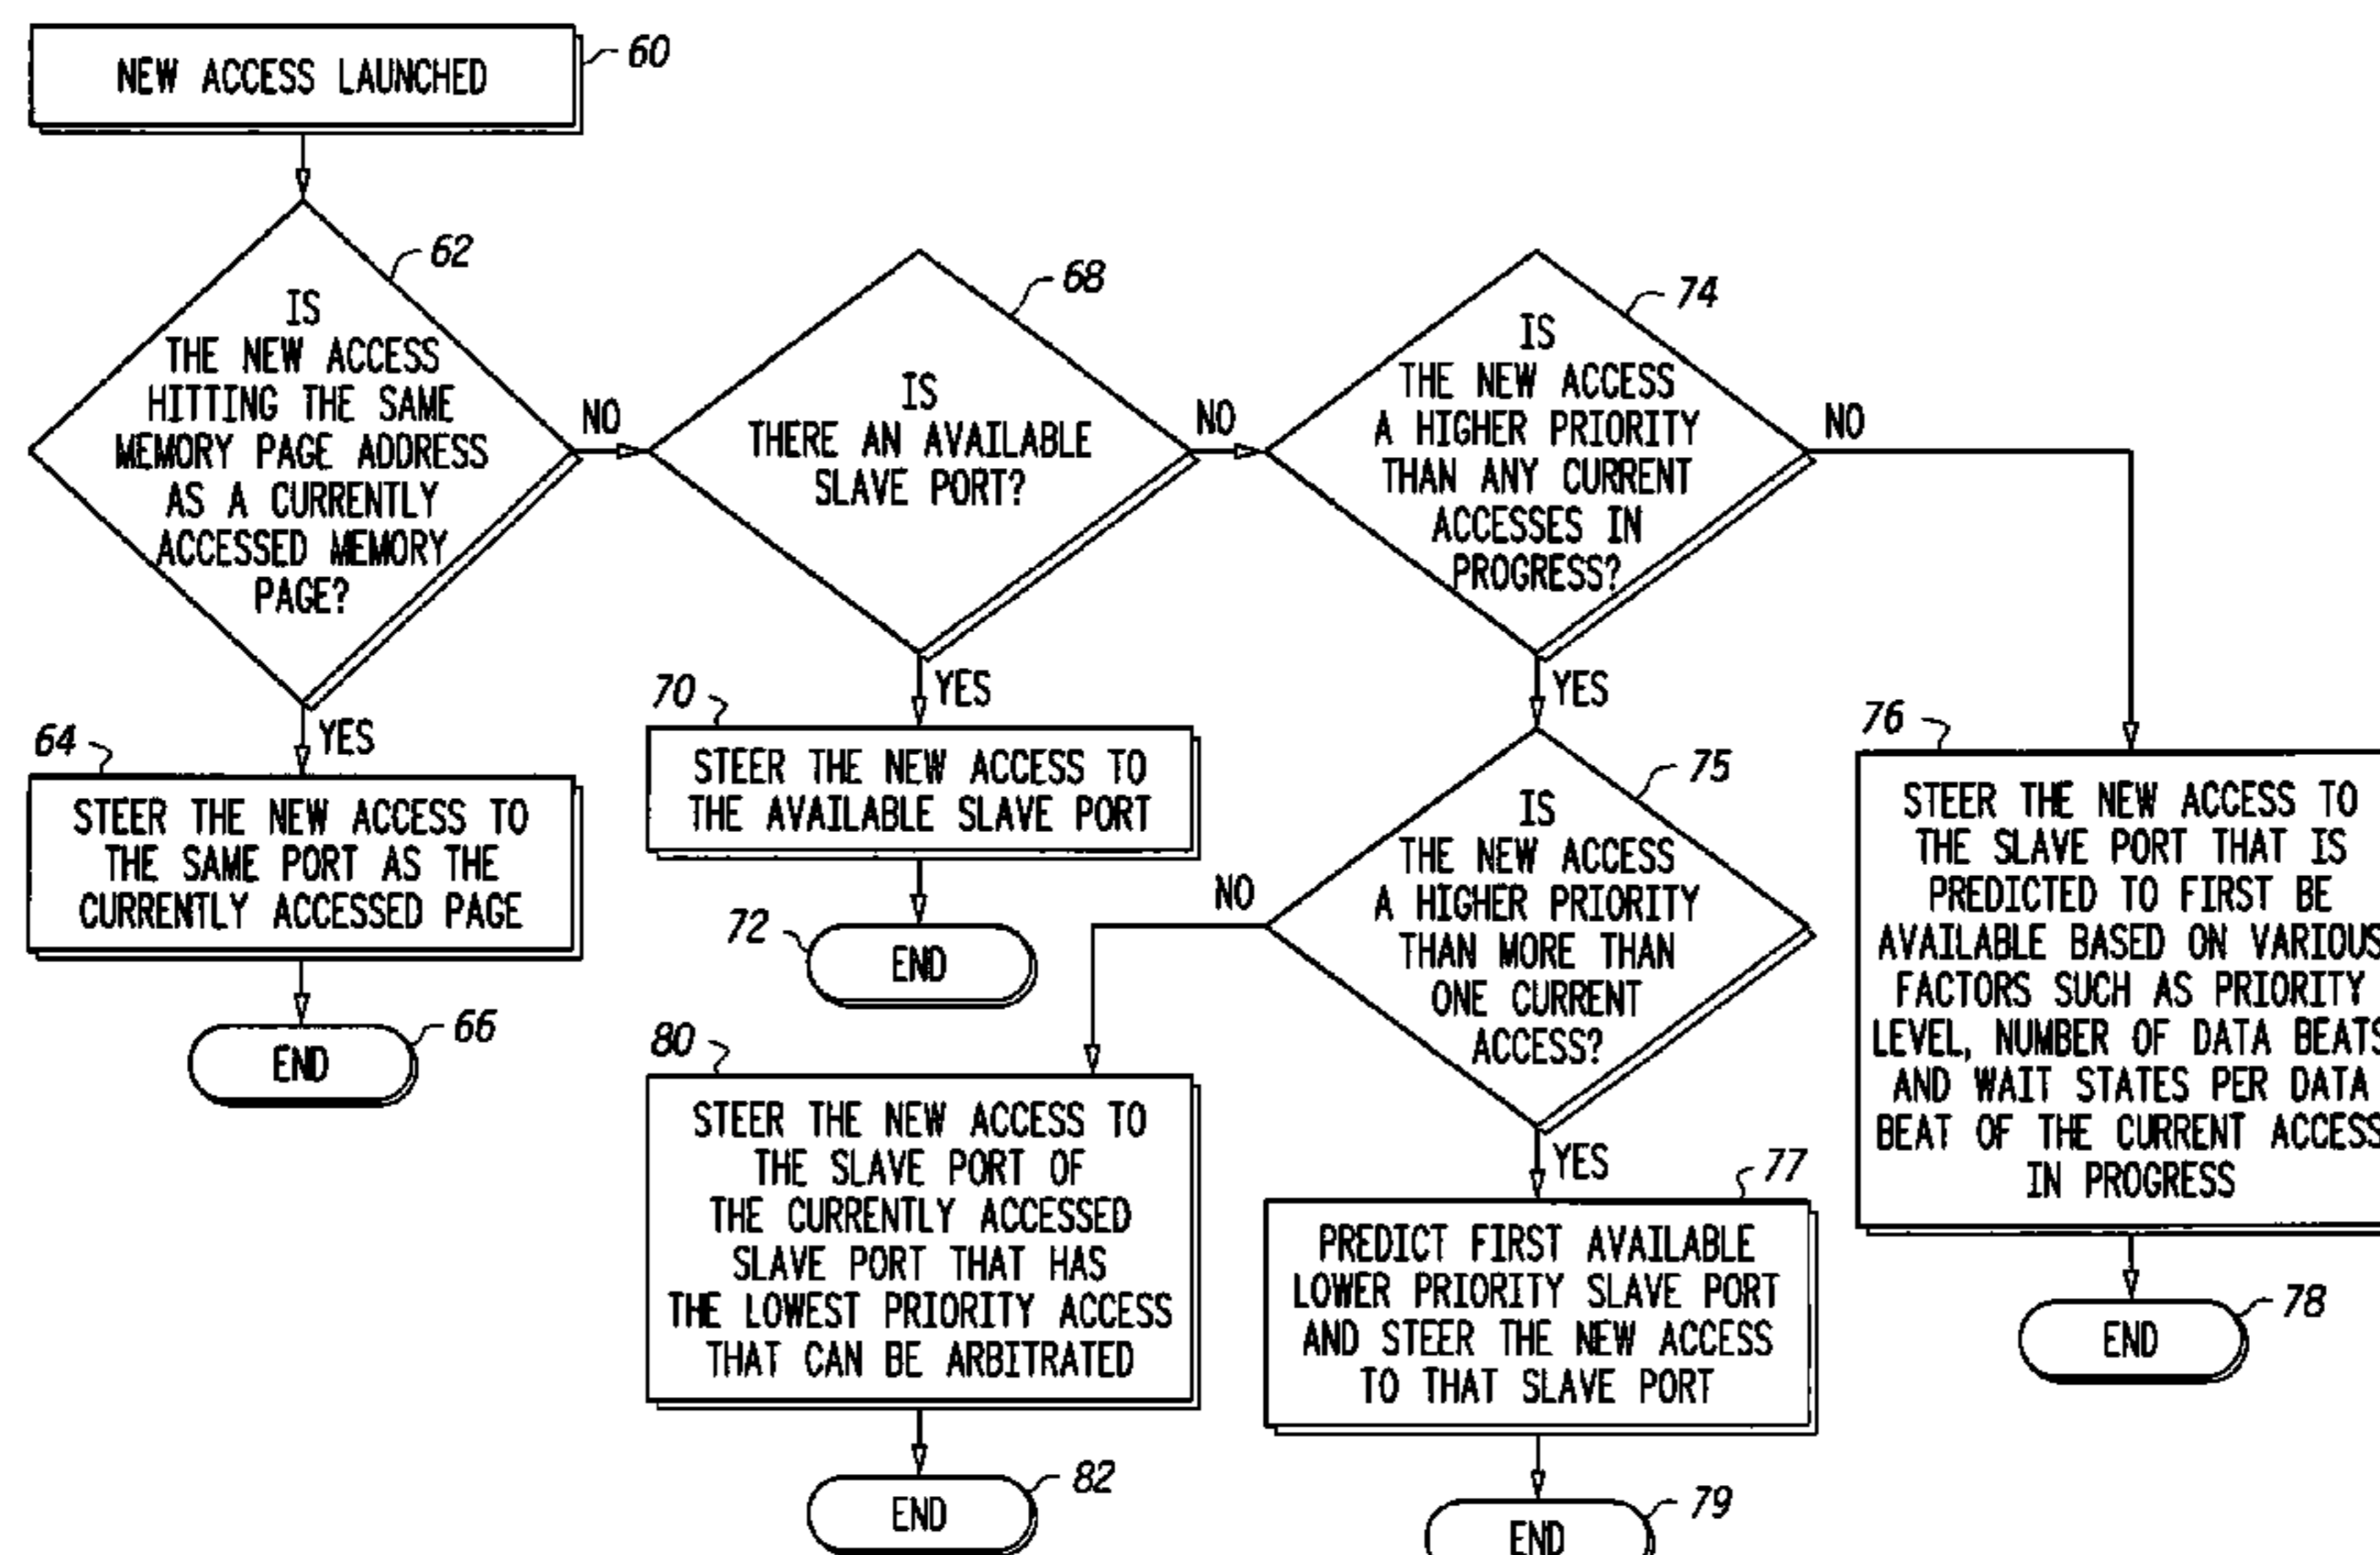 NEW ACCESS LAUNCHED
60
62
IS
THE NEW ACCESS
HITTING THE SAME
MEMORY PAGE ADDRESS
AS A CURRENTLY
ACCESSED MEMORY
PAGE?
NO
YES
64
STEER THE NEW ACCESS TO
THE SAME PORT AS THE
CURRENTLY ACCESSED PAGE
END
66
68
IS
THERE AN AVAILABLE
SLAVE PORT?
NO
YES
70
STEER THE NEW ACCESS TO
THE AVAILABLE SLAVE PORT
72
END
74
IS
THE NEW ACCESS
A HIGHER PRIORITY
THAN ANY CURRENT
ACCESSES IN
PROGRESS?
NO
YES
75
IS
THE NEW ACCESS
A HIGHER PRIORITY
THAN MORE THAN
ONE CURRENT
ACCESS?
NO
YES
80
STEER THE NEW ACCESS TO
THE SLAVE PORT OF
THE CURRENTLY ACCESSED
SLAVE PORT THAT HAS
THE LOWEST PRIORITY ACCESS
THAT CAN BE ARBITRATED
END
82
77
PREDICT FIRST AVAILABLE
LOWER PRIORITY SLAVE PORT
AND STEER THE NEW ACCESS
TO THAT SLAVE PORT
END
79
76
STEER THE NEW ACCESS TO
THE SLAVE PORT THAT IS
PREDICTED TO FIRST BE
AVAILABLE BASED ON VARIOUS
FACTORS SUCH AS PRIORITY
LEVEL, NUMBER OF DATA BEATS
AND WAIT STATES PER DATA
BEAT OF THE CURRENT ACCESS
IN PROGRESS
END
78